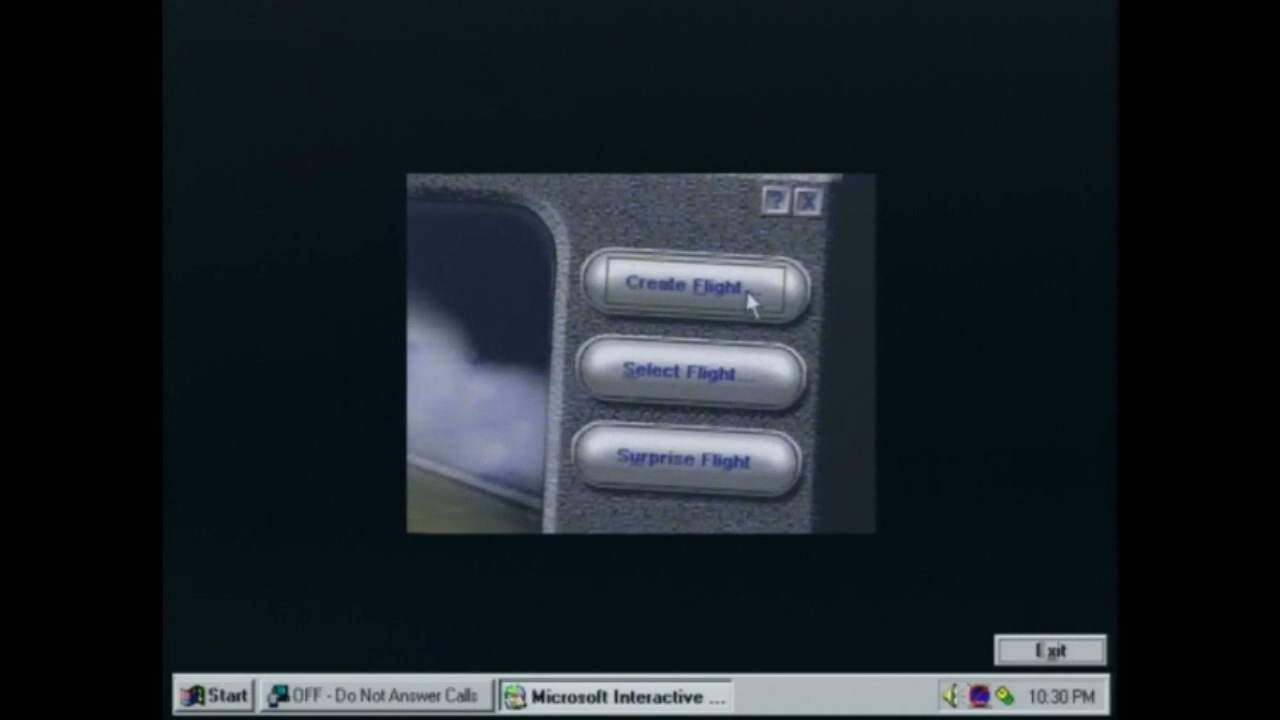 ? X
Create Flight...
Select Flight...
Surprise Flight
Exit
Start
OFF - Do Not Answer Calls
Microsoft Interactive ...
10:30 PM